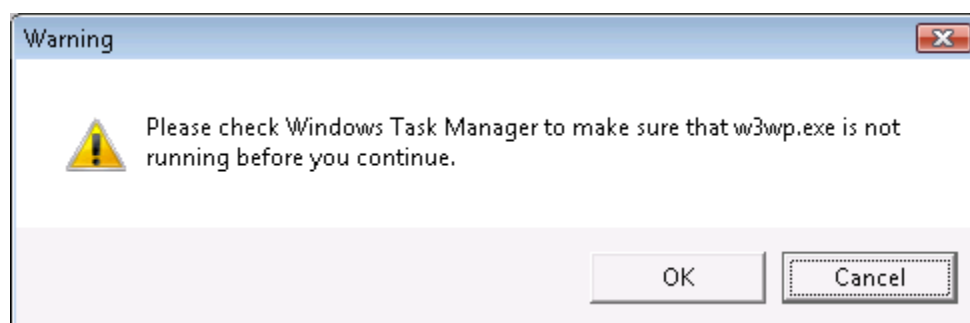 Warning
Please check Windows Task Manager to make sure that w3wp.exe is not
running before you continue.
OK
Cancel